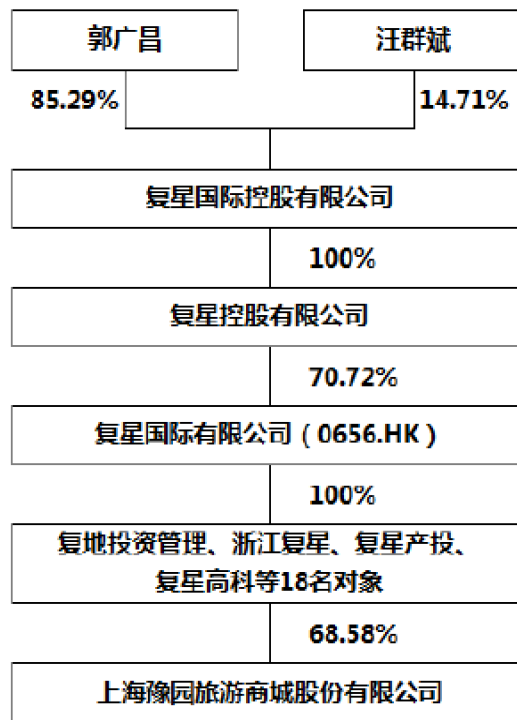 郭广昌
汪群斌
85.29%
14.71%
复星国际控股有限公司
100%
复星控股有限公司
70.72%
复星国际有限公司（0656.HK）
100%
复地投资管理、浙江复星、复星产投、
复星高科等18名对象
68.58%
上海豫园旅游商城股份有限公司